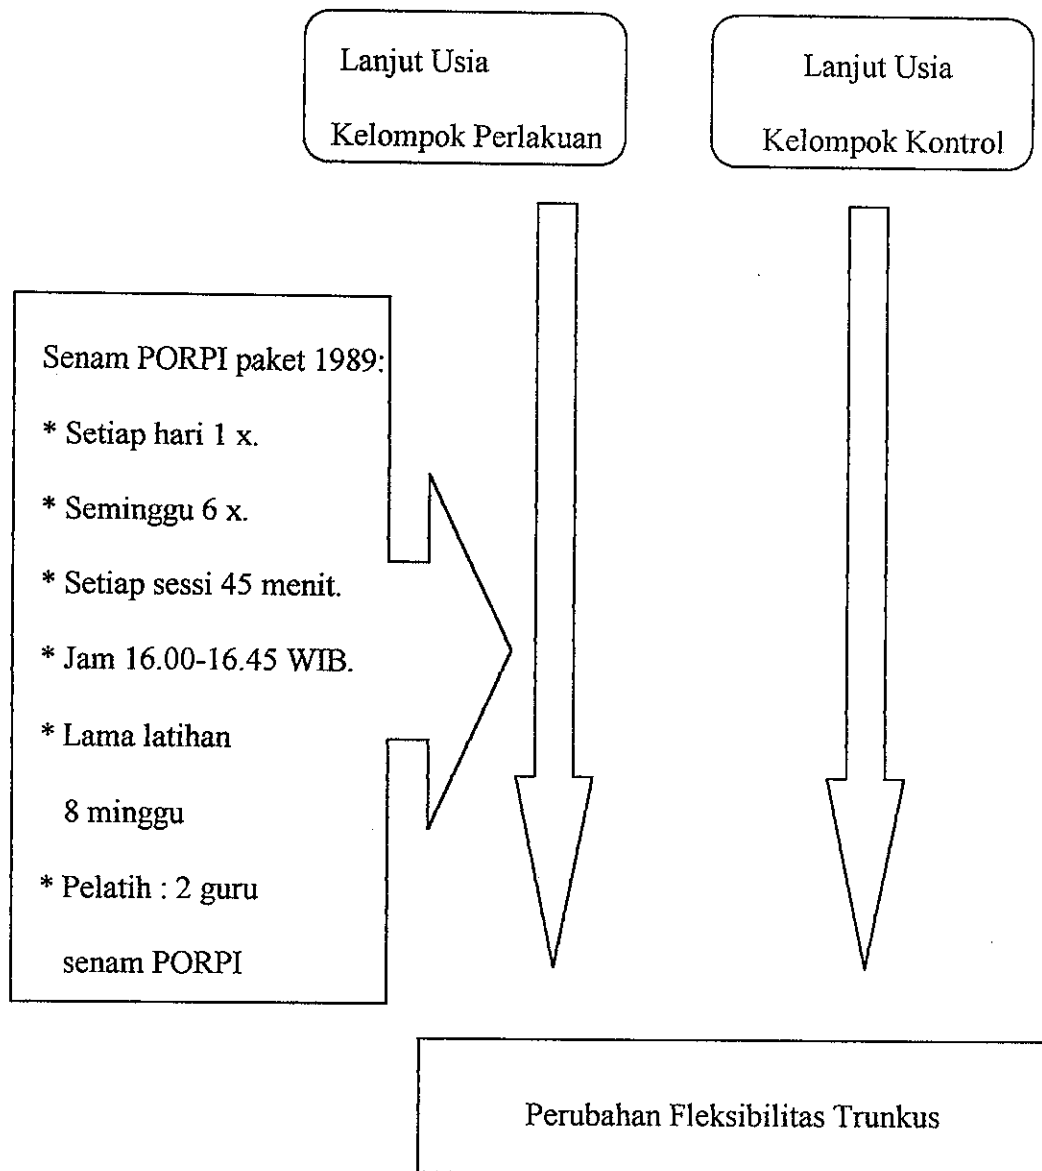 Lanjut Usia
Kelompok Perlakuan
Lanjut Usia
Kelompok Kontrol
Senam PORPI paket 1989:
* Setiap hari 1 x.
* Seminggu 6 x.
* Setiap sessi 45 menit.
* Jam 16.00-16.45 WIB.
* Lama latihan
8 minggu
* Pelatih : 2 guru
senam PORPI
Perubahan Fleksibilitas Trunkus